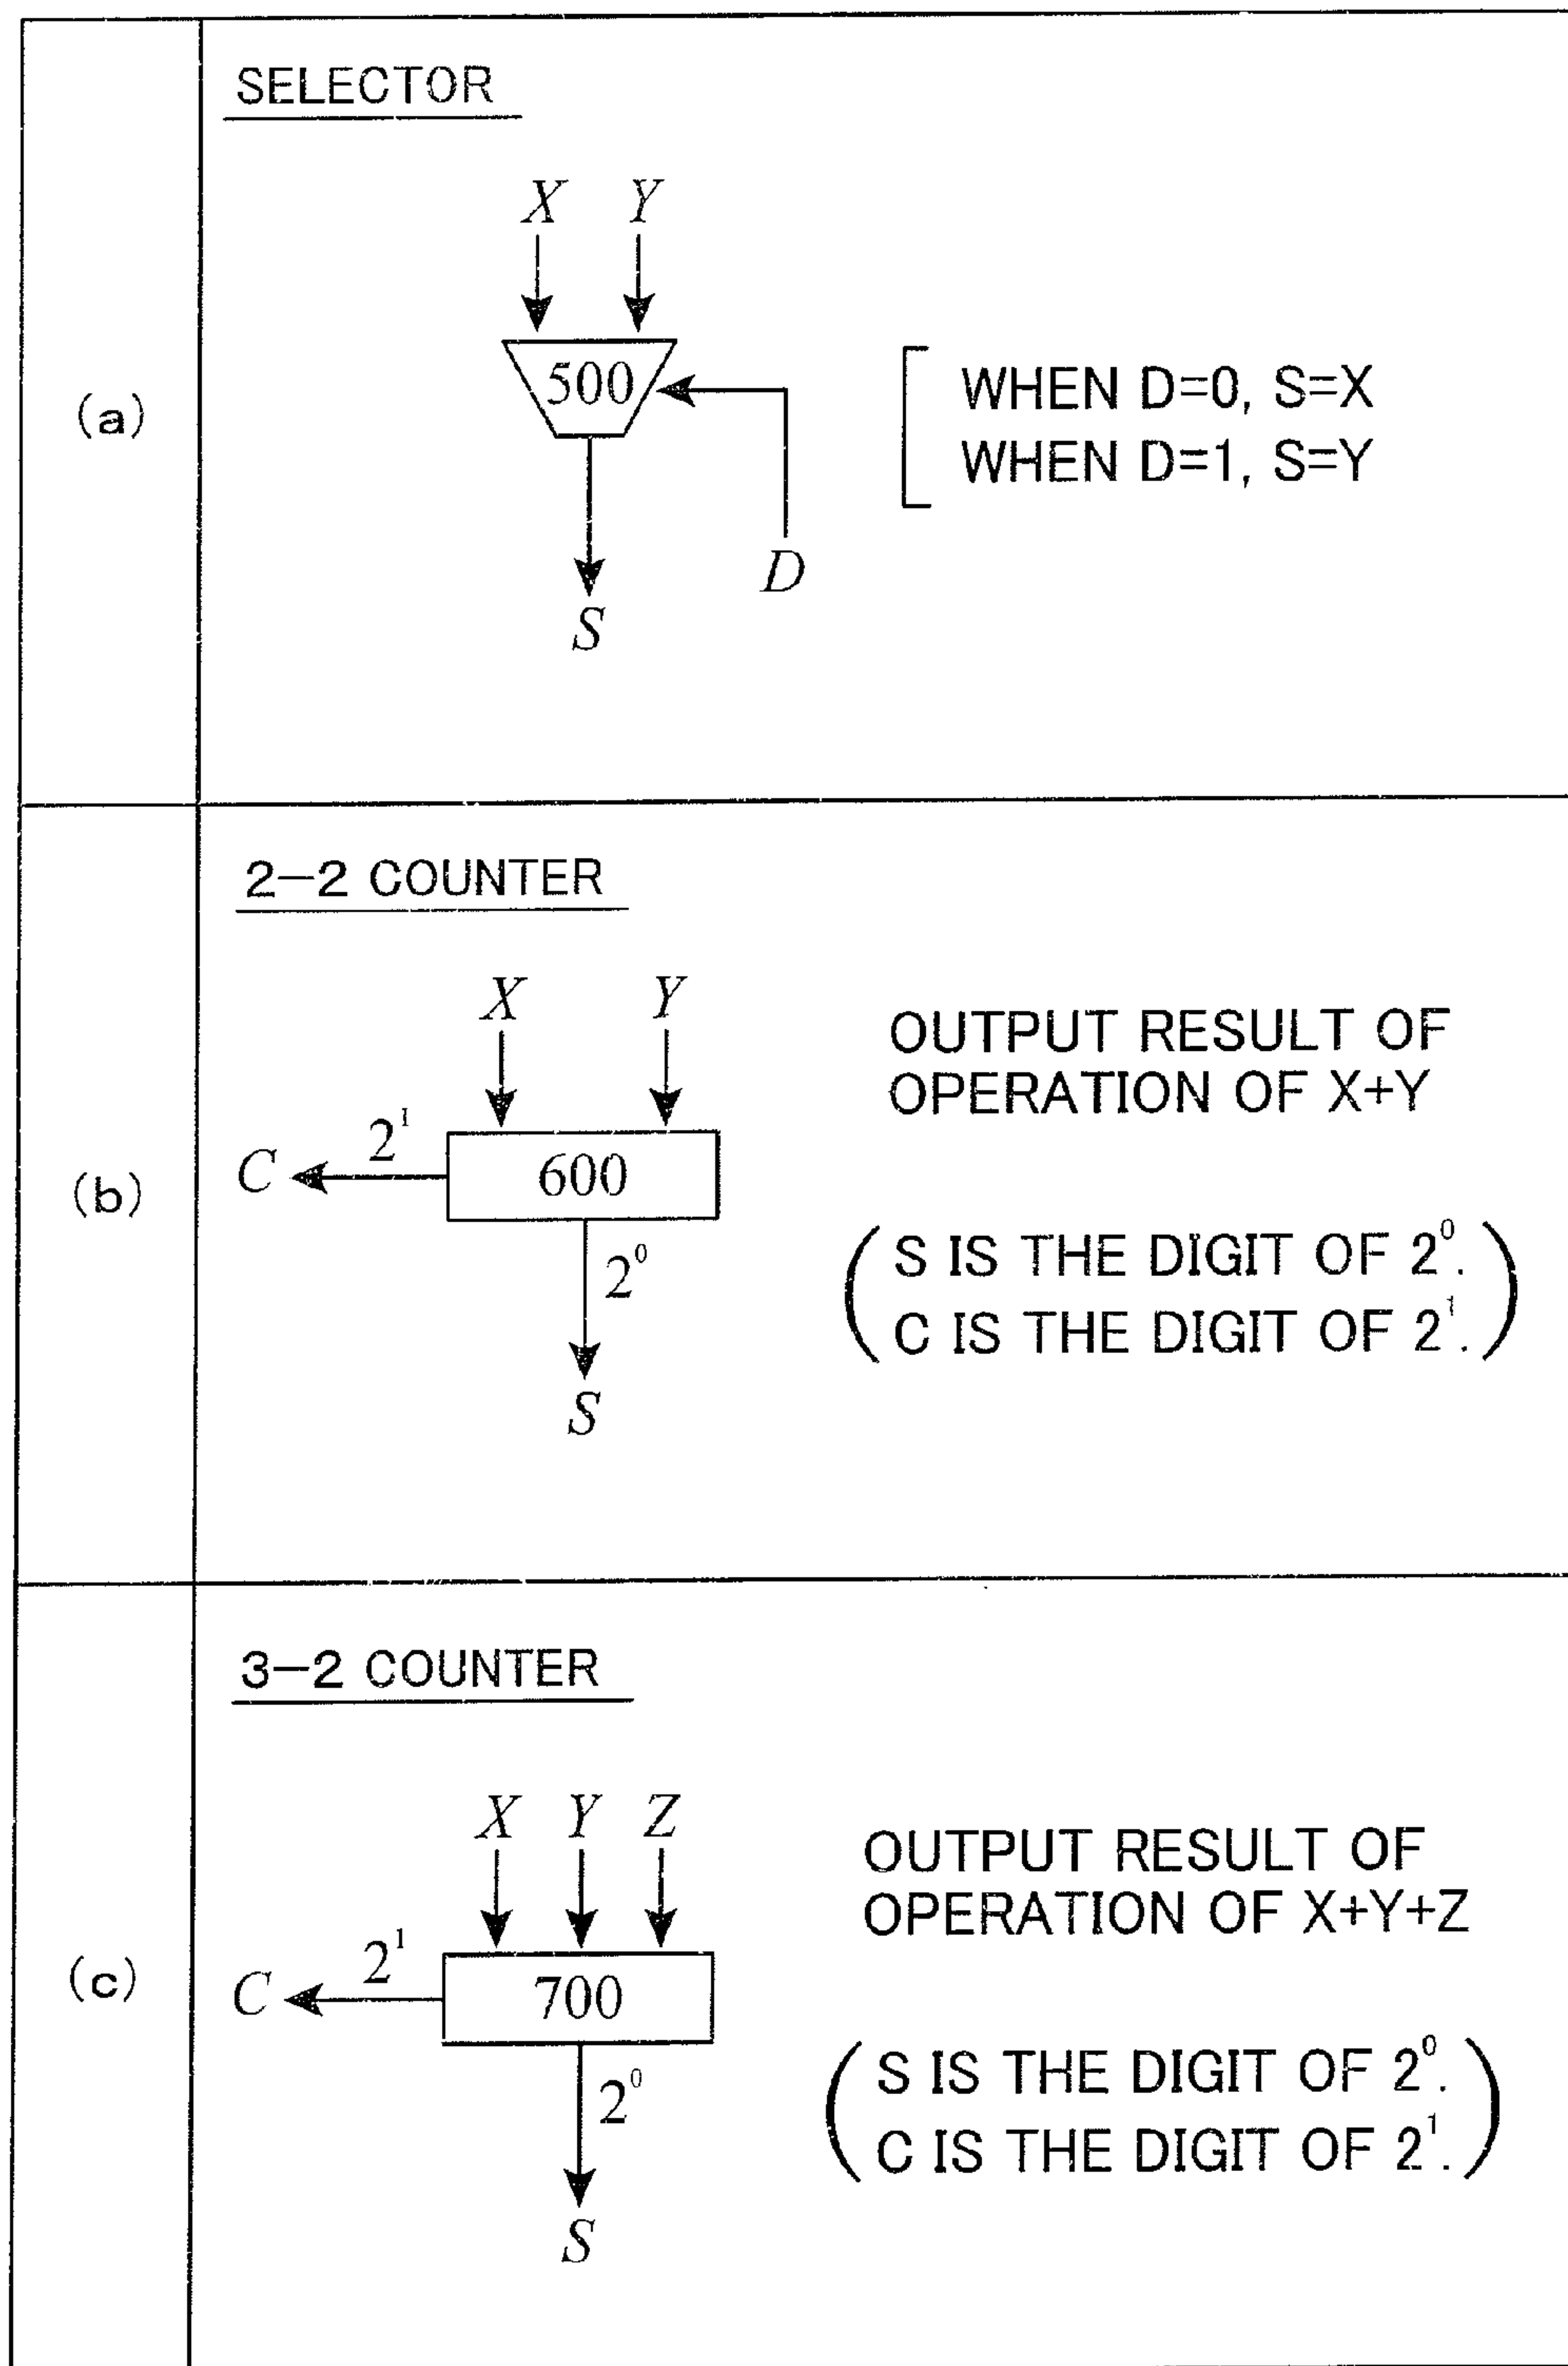 (a)
SELECTOR
X Y
500
D
S
WHEN D=0, S=X
WHEN D=1, S=Y
(b)
2-2 COUNTER
X Y
C 2¹ 600
2⁰
S
OUTPUT RESULT OF
OPERATION OF X+Y
S IS THE DIGIT OF 2⁰.
C IS THE DIGIT OF 2¹.
(c)
3-2 COUNTER
X Y Z
C 2¹ 700
2⁰
S
OUTPUT RESULT OF
OPERATION OF X+Y+Z
S IS THE DIGIT OF 2⁰.
C IS THE DIGIT OF 2¹.